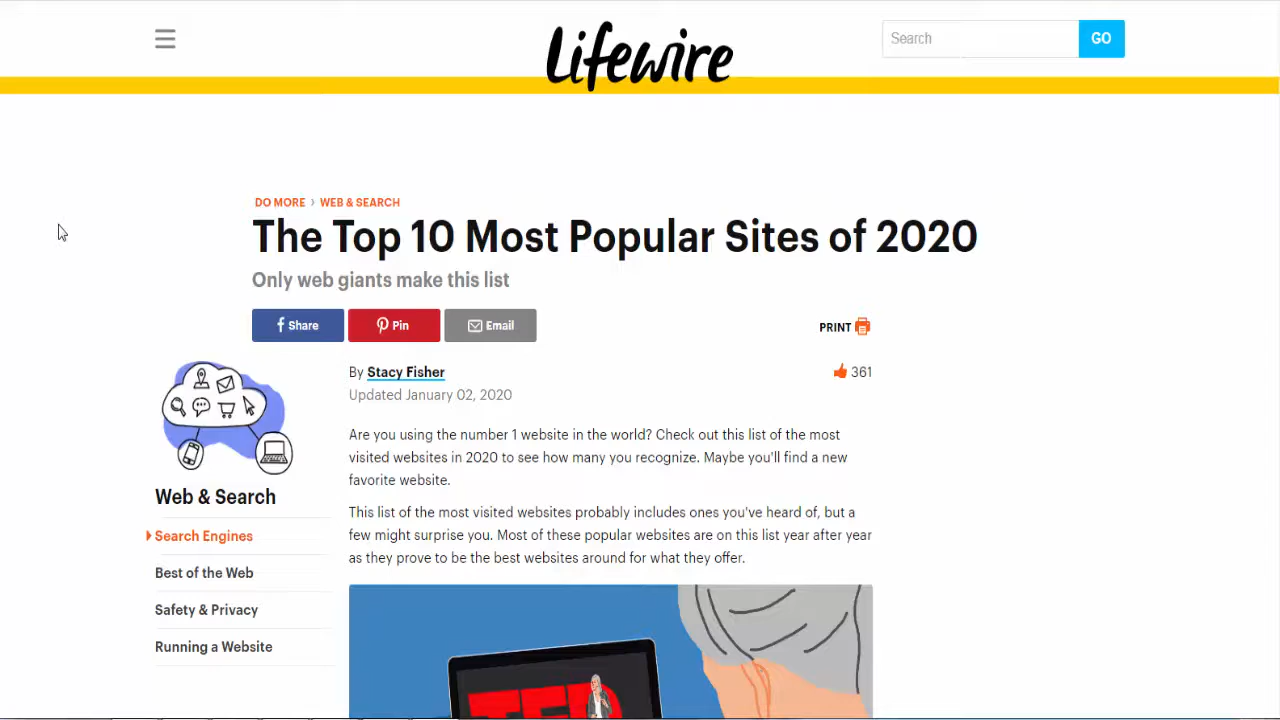 Lifewire
Search
GO
DO MORE › WEB & SEARCH
The Top 10 Most Popular Sites of 2020
Only web giants make this list
Share
Pin
Email
PRINT
By Stacy Fisher
361
Updated January 02, 2020
Are you using the number 1 website in the world? Check out this list of the most
visited websites in 2020 to see how many you recognize. Maybe you'll find a new
favorite website.
This list of the most visited websites probably includes ones you've heard of, but a
few might surprise you. Most of these popular websites are on this list year after year
as they prove to be the best websites around for what they offer.
Web & Search
Search Engines
Best of the Web
Safety & Privacy
Running a Website
TED